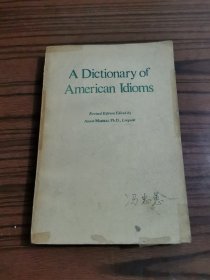 A Dictionary of
American Idioms
Revised Edition Edited by
Adam Makkai, Ph.D., Linguist